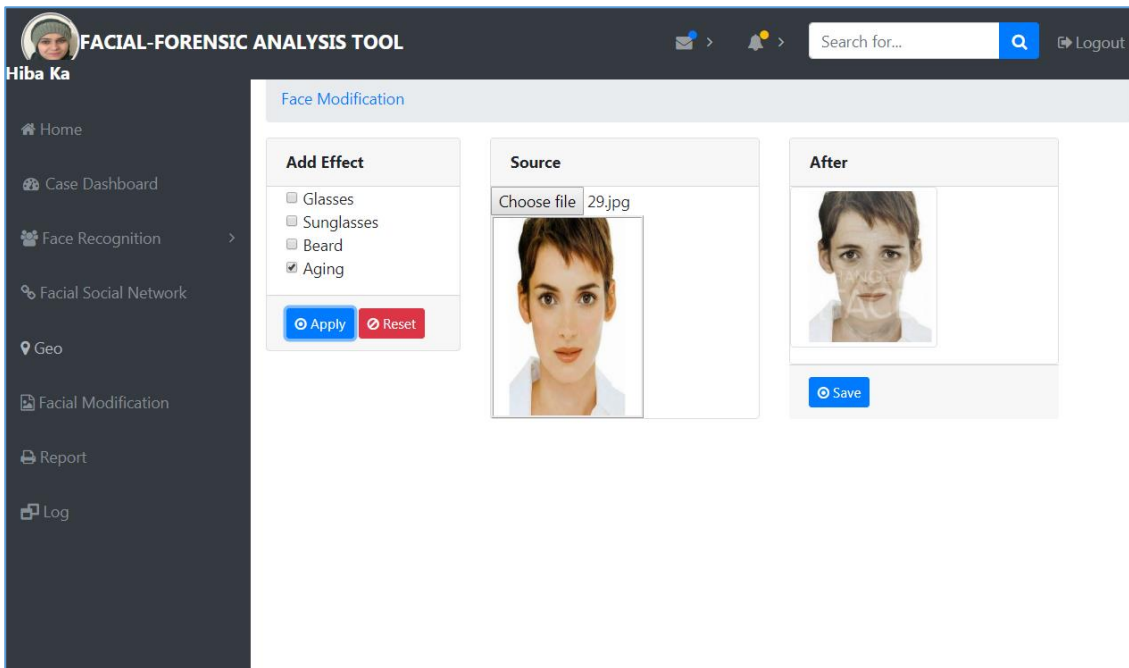 FACIAL-FORENSIC ANALYSIS TOOL
Search for...
Logout
Hiba Ka
Home
Case Dashboard
Face Recognition
Facial Social Network
Geo
Facial Modification
Report
Log
Face Modification
Add Effect
Glasses
Sunglasses
Beard
Aging
Apply Reset
Source
Choose file 29.jpg
After
Save